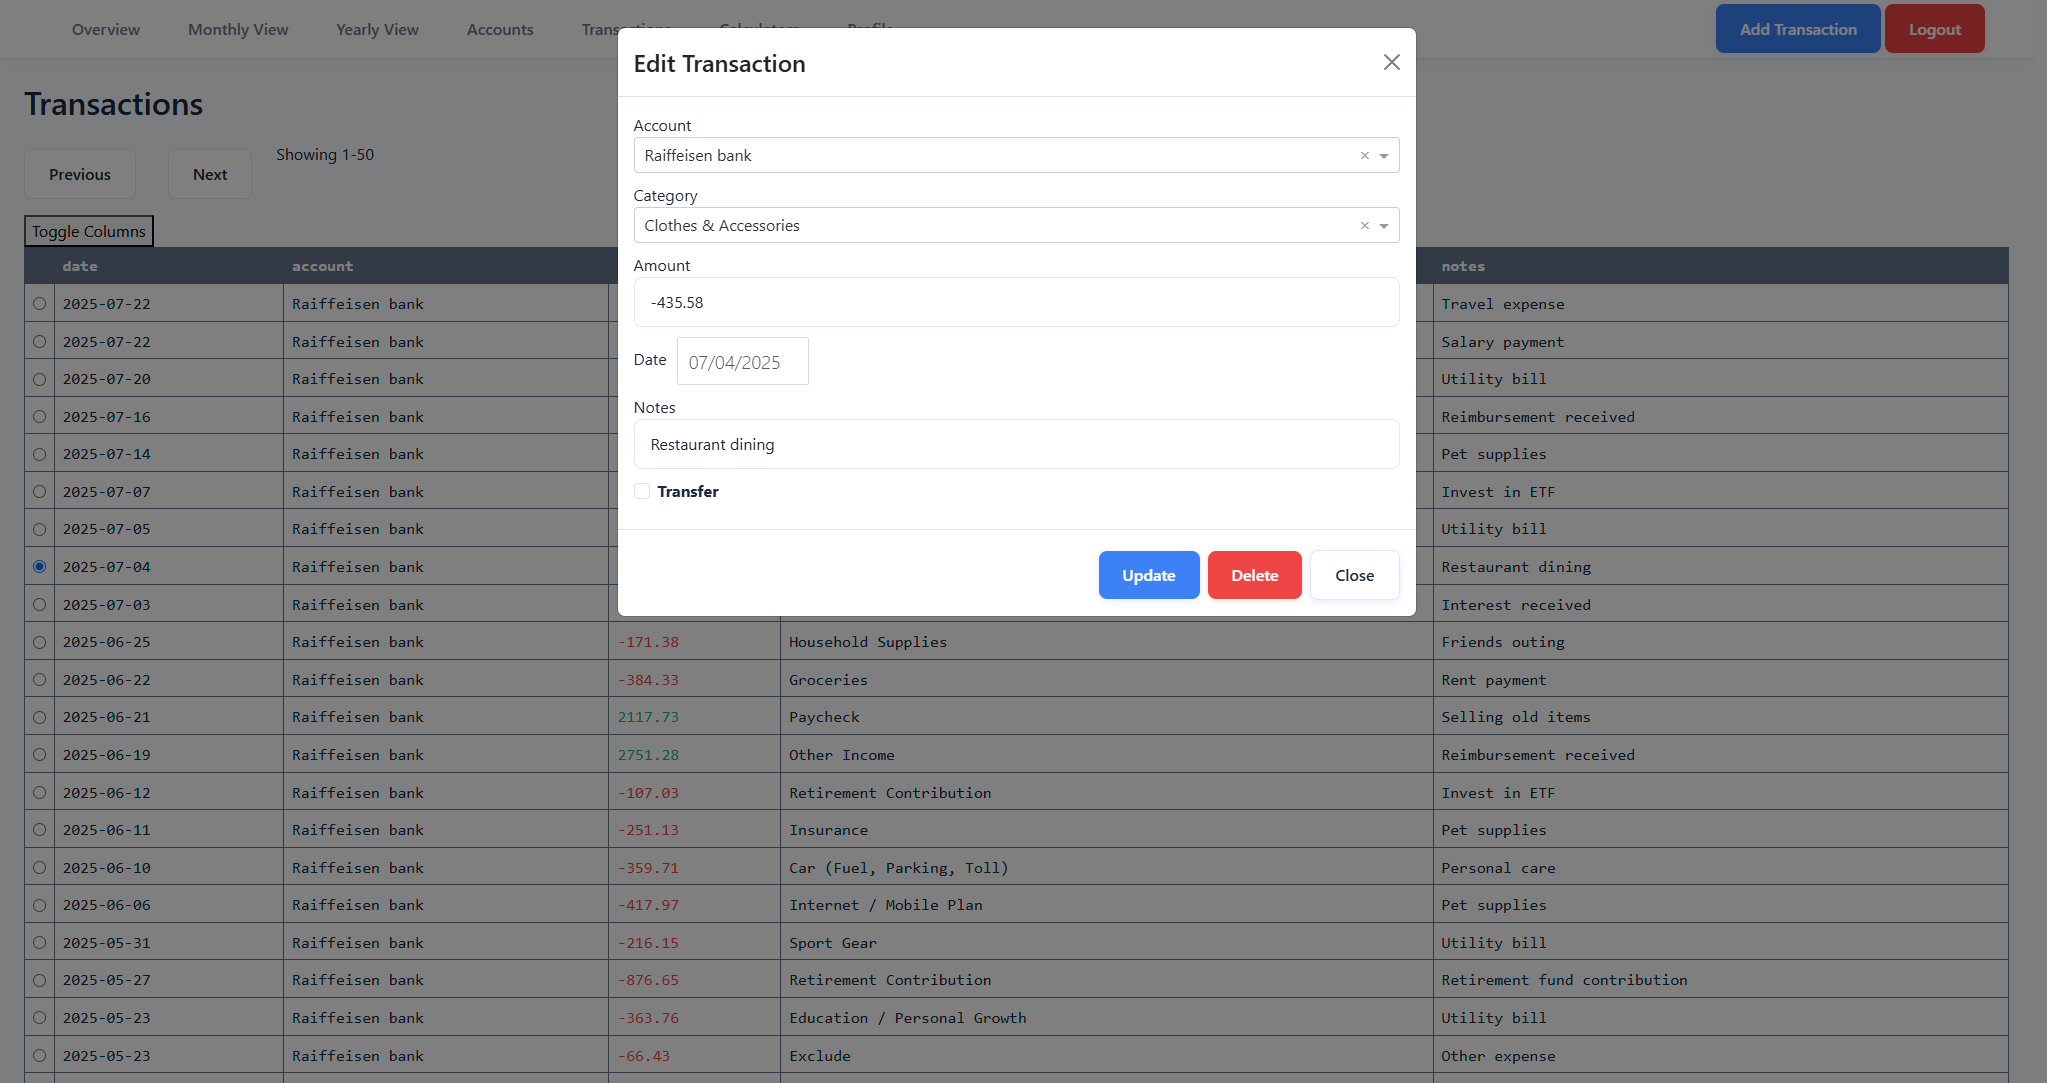 Overview Monthly View Yearly View Accounts Transactions Calculators Profile Add Transaction Logout
Transactions
Previous Next Showing 1-50
Toggle Columns
date account notes
2025-07-22 Raiffeisen bank Travel expense
2025-07-22 Raiffeisen bank Salary payment
2025-07-20 Raiffeisen bank Utility bill
2025-07-16 Raiffeisen bank Reimbursement received
2025-07-14 Raiffeisen bank Pet supplies
2025-07-07 Raiffeisen bank Invest in ETF
2025-07-05 Raiffeisen bank Utility bill
2025-07-04 Raiffeisen bank Restaurant dining
2025-07-03 Raiffeisen bank Interest received
2025-06-25 Raiffeisen bank -171.38 Household Supplies Friends outing
2025-06-22 Raiffeisen bank -384.33 Groceries Rent payment
2025-06-21 Raiffeisen bank 2117.73 Paycheck Selling old items
2025-06-19 Raiffeisen bank 2751.28 Other Income Reimbursement received
2025-06-12 Raiffeisen bank -107.03 Retirement Contribution Invest in ETF
2025-06-11 Raiffeisen bank -251.13 Insurance Pet supplies
2025-06-10 Raiffeisen bank -359.71 Car (Fuel, Parking, Toll) Personal care
2025-06-06 Raiffeisen bank -417.97 Internet / Mobile Plan Pet supplies
2025-05-31 Raiffeisen bank -216.15 Sport Gear Utility bill
2025-05-27 Raiffeisen bank -876.65 Retirement Contribution Retirement fund contribution
2025-05-23 Raiffeisen bank -363.76 Education / Personal Growth Utility bill
2025-05-23 Raiffeisen bank -66.43 Exclude Other expense
Edit Transaction
Account
Raiffeisen bank
Category
Clothes & Accessories
Amount
-435.58
Date 07/04/2025
Notes
Restaurant dining
Transfer
Update Delete Close